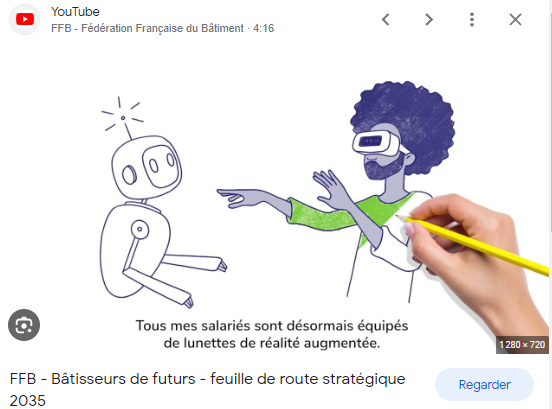 YouTube
FFB - Fédération Française du Bâtiment · 4:16
Tous mes salariés sont désormais équipés
de lunettes de réalité augmentée.
1 280 × 720
FFB - Bâtisseurs de futurs - feuille de route stratégique
2035
Regarder